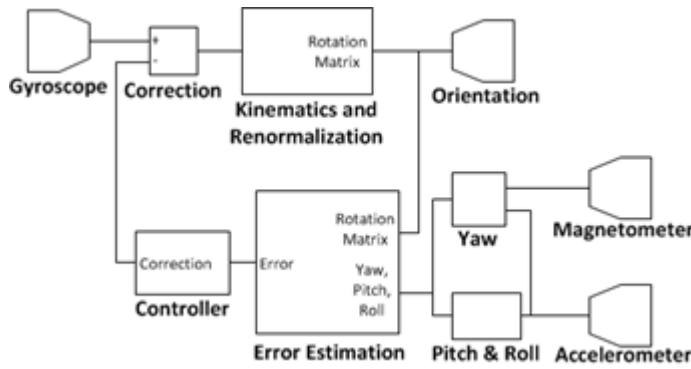 +
-
Gyroscope
Correction
Rotation
Matrix
Kinematics and
Renormalization
Orientation
Correction
Controller
Error
Rotation
Matrix
Yaw,
Pitch,
Roll
Error Estimation
Yaw
Magnetometer
Pitch & Roll
Accelerometer